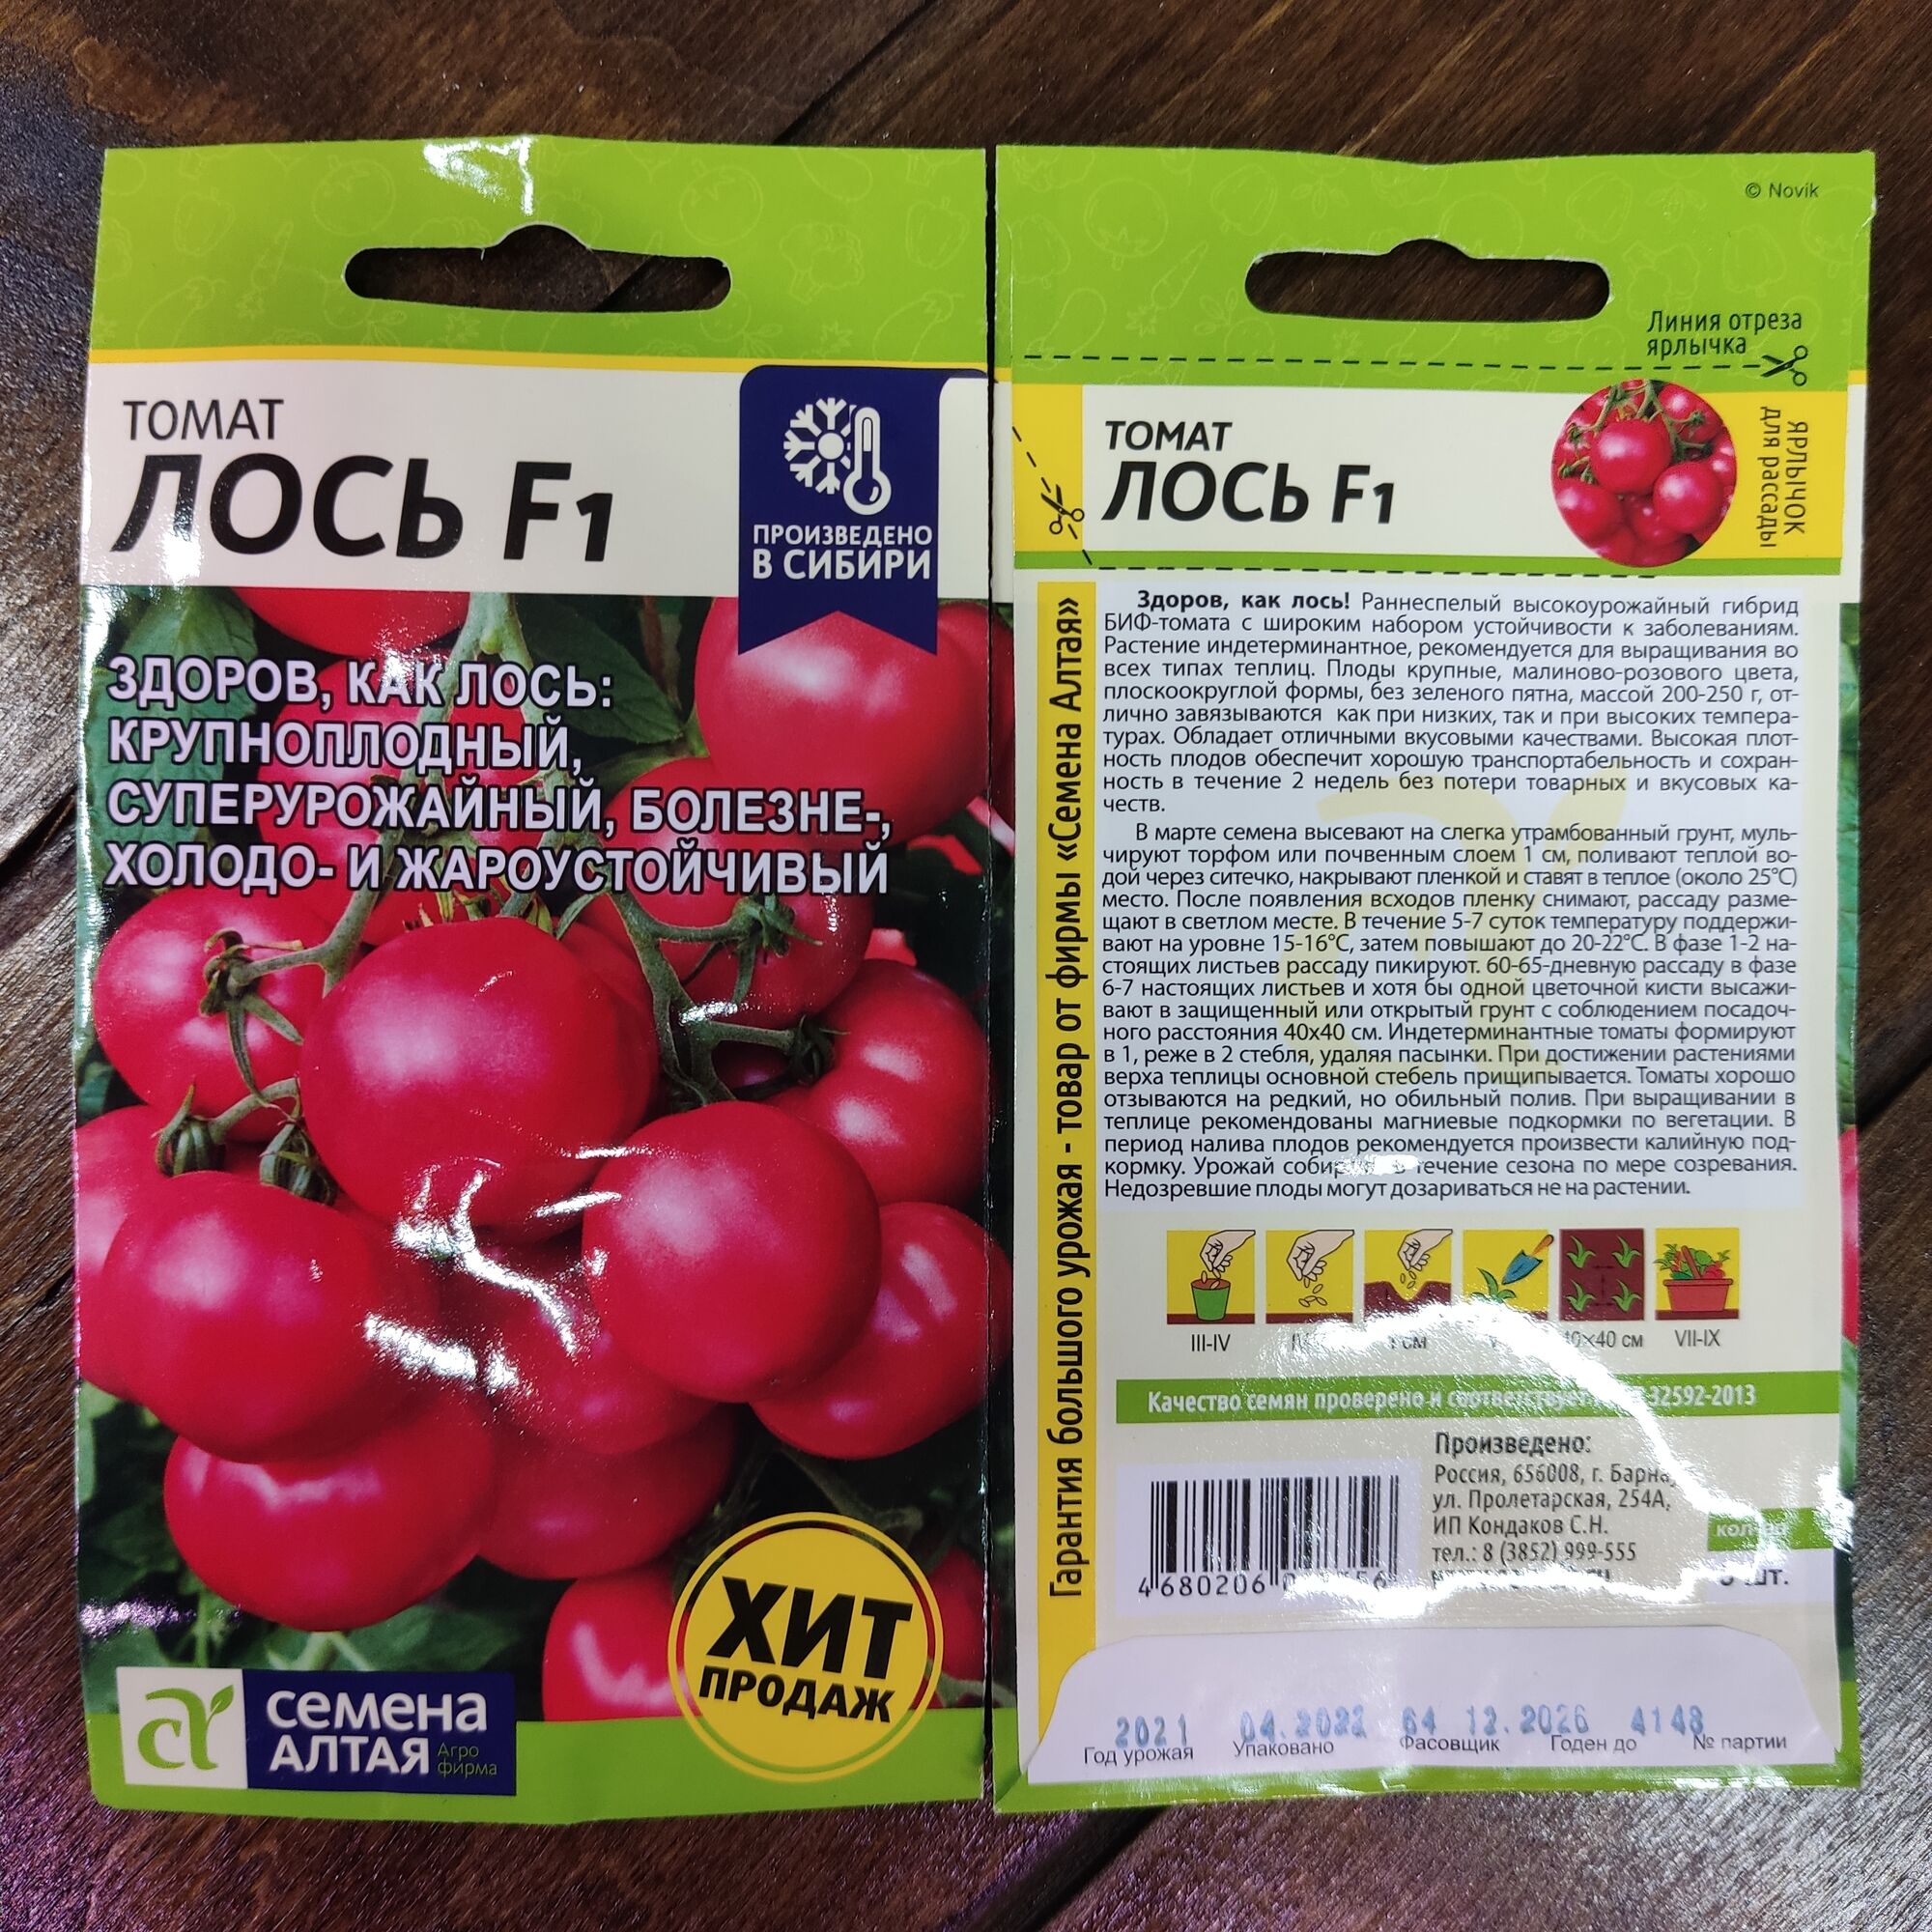 ТОМАТ
ЛОСЬ F1
ПРОИЗВЕДЕНО
В СИБИРИ
ЗДОРОВ, КАК ЛОСЬ:
КРУПНОПЛОДНЫЙ,
СУПЕРУРОЖАЙНЫЙ, БОЛЕЗНЕ-,
ХОЛОДО- И ЖАРОУСТОЙЧИВЫЙ
ХИТ
ПРОДАЖ
семена
АЛТАЯ
Агро
фирма
© Novik
Линия отреза
ярлычка
ТОМАТ
ЛОСЬ F1
ЯРЛЫЧОК
для рассады
Гарантия большого урожая - товар от фирмы «Семена Алтая»
Здоров, как лось! Раннеспелый высокоурожайный гибрид
БИФ-томата с широким набором устойчивости к заболеваниям.
Растение индетерминантное, рекомендуется для выращивания во
всех типах теплиц. Плоды крупные, малиново-розового цвета,
плоскоокруглой формы, без зеленого пятна, массой 200-250 г, от-
лично завязываются как при низких, так и при высоких темпера-
турах. Обладает отличными вкусовыми качествами. Высокая плот-
ность плодов обеспечит хорошую транспортабельность и сохран-
ность в течение 2 недель без потери товарных и вкусовых ка-
честв.
В марте семена высевают на слегка утрамбованный грунт, муль-
чируют торфом или почвенным слоем 1 см, поливают теплой во-
дой через ситечко, накрывают пленкой и ставят в теплое (около 25°С)
место. После появления всходов пленку снимают, рассаду разме-
щают в светлом месте. В течение 5-7 суток температуру поддержи-
вают на уровне 15-16°С, затем повышают до 20-22°С. В фазе 1-2 на-
стоящих листьев рассаду пикируют. 60-65-дневную рассаду в фазе
6-7 настоящих листьев и хотя бы одной цветочной кисти высажи-
вают в защищенный или открытый грунт с соблюдением посадоч-
ного расстояния 40х40 см. Индетерминантные томаты формируют
в 1, реже в 2 стебля, удаляя пасынки. При достижении растениями
верха теплицы основной стебель прищипывается. Томаты хорошо
отзываются на редкий, но обильный полив. При выращивании в
теплице рекомендованы магниевые подкормки по вегетации. В
период налива плодов рекомендуется произвести калийную под-
кормку. Урожай течение сезона по мере созревания.
Недозревшие плоды могут дозариваться не на растении.
III-IV см 40×40 см VII-IX
Качество семян проверено и соответствует 32592-2013
Произведено:
Россия, 656008, г.
ул. Пролетарская, 254А,
ИП Кондаков С.Н.
тел.: 8 (3852) 999-555
шт.
4 680206
2021 04.2022 64 12.2026 4148
Год урожая Упаковано Фасовщик Годен до № партии